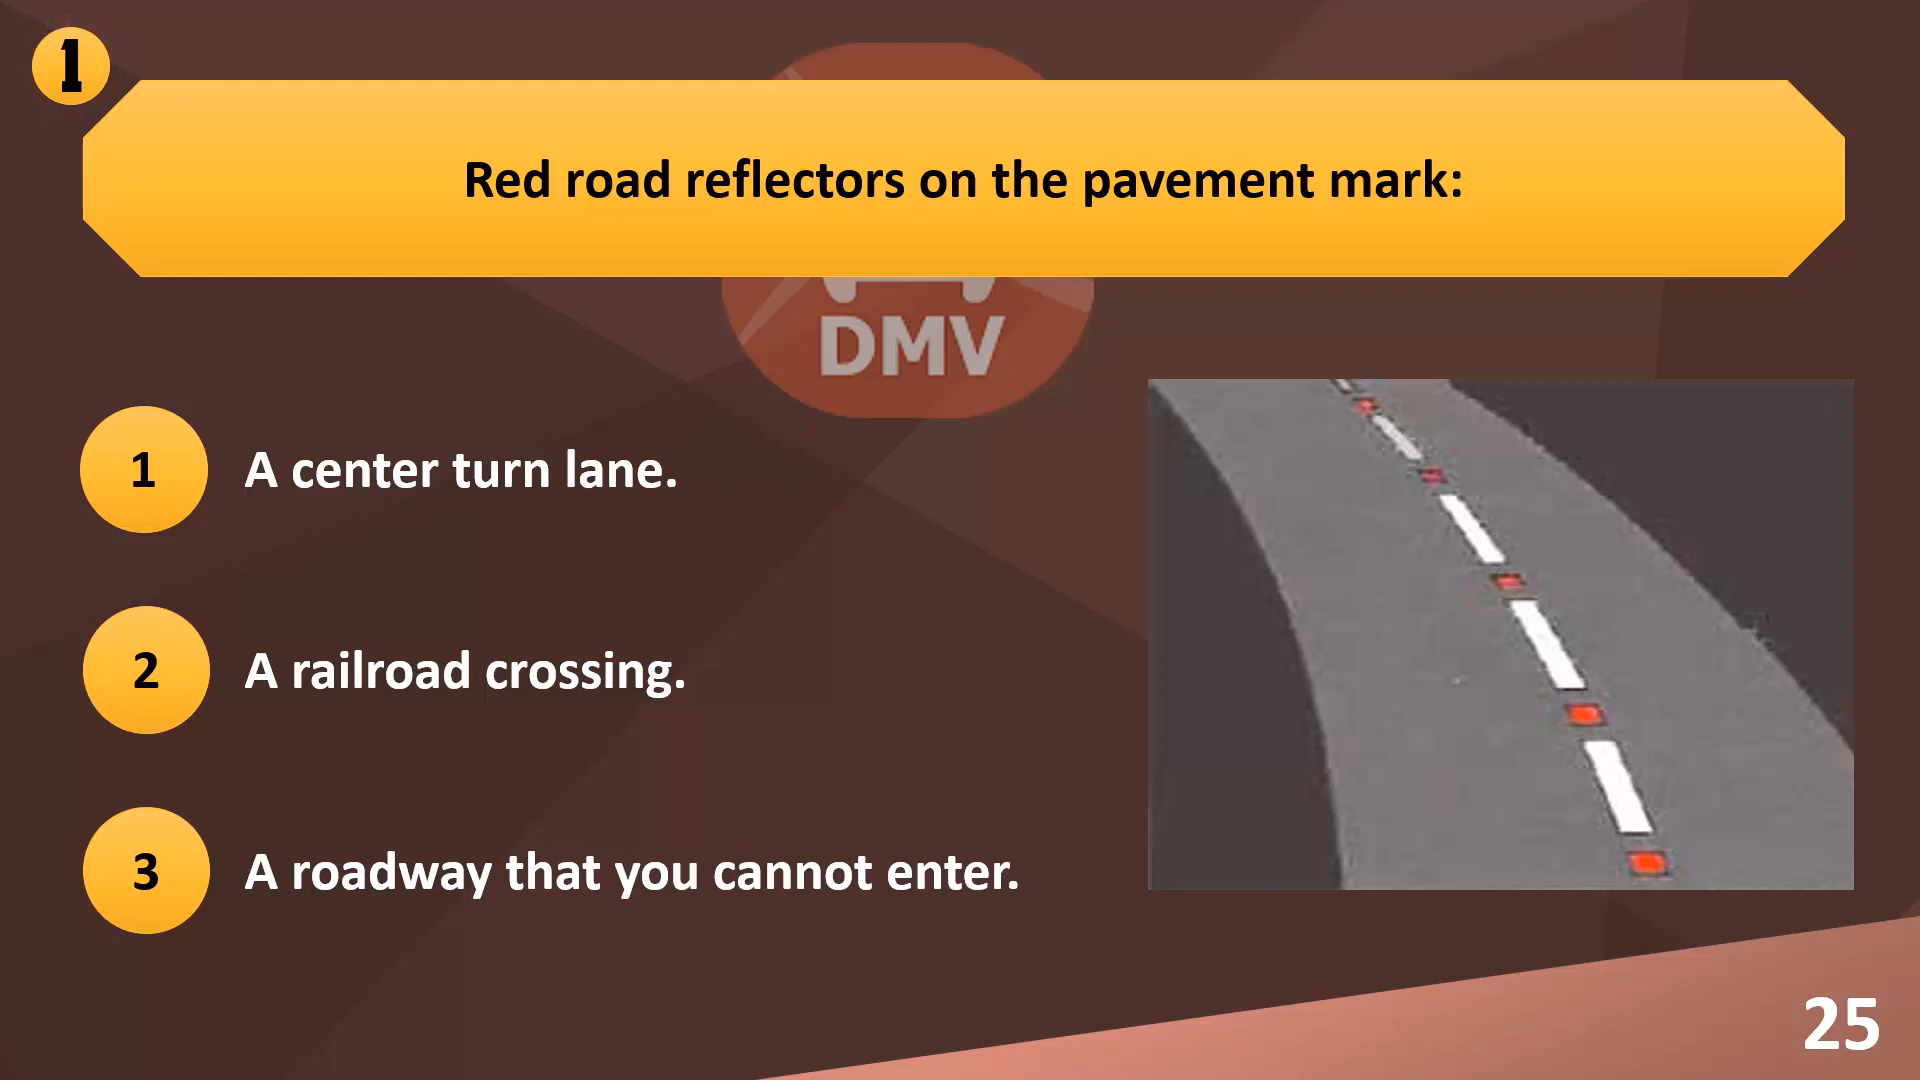 1
Red road reflectors on the pavement mark:
DMV
1 A center turn lane.
2 A railroad crossing.
3 A roadway that you cannot enter.
25